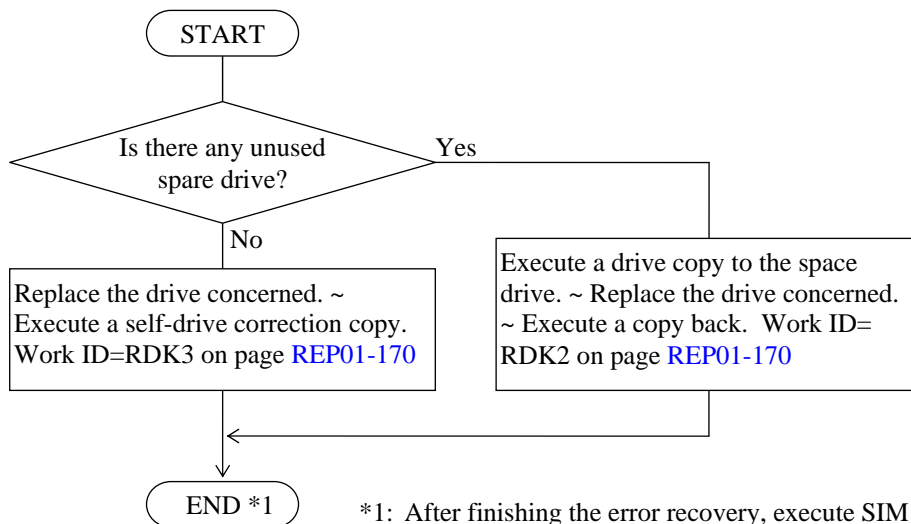 START
Is there any unused
spare drive?
Yes
No
Replace the drive concerned. ~
Execute a self-drive correction copy.
Work ID=RDK3 on page REP01-170
Execute a drive copy to the space
drive. ~ Replace the drive concerned.
~ Execute a copy back. Work ID=
RDK2 on page REP01-170
END *1
*1: After finishing the error recovery, execute SIM